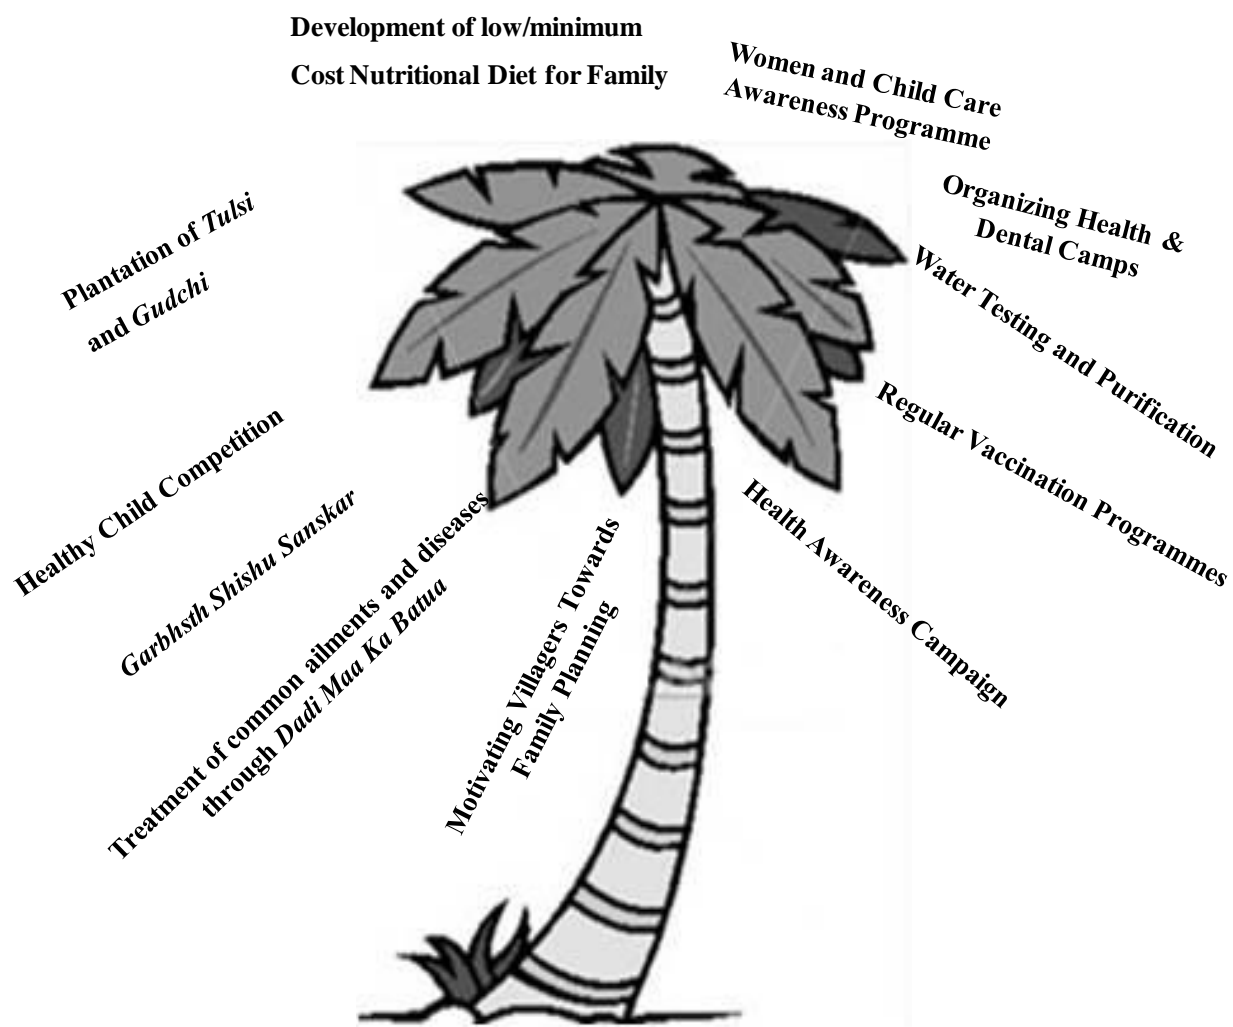 Development of low/minimum
Cost Nutritional Diet for Family
Women and Child Care
Awareness Programme
Organizing Health &
Dental Camps
Water Testing and Purification
Regular Vaccination Programmes
Health Awareness Campaign
Plantation of Tulsi
and Gudchi
Healthy Child Competition
Garbhsth Shishu Sanskar
Treatment of common ailments and diseases
through Dadi Maa Ka Batua
Motivating Villagers Towards
Family Planning